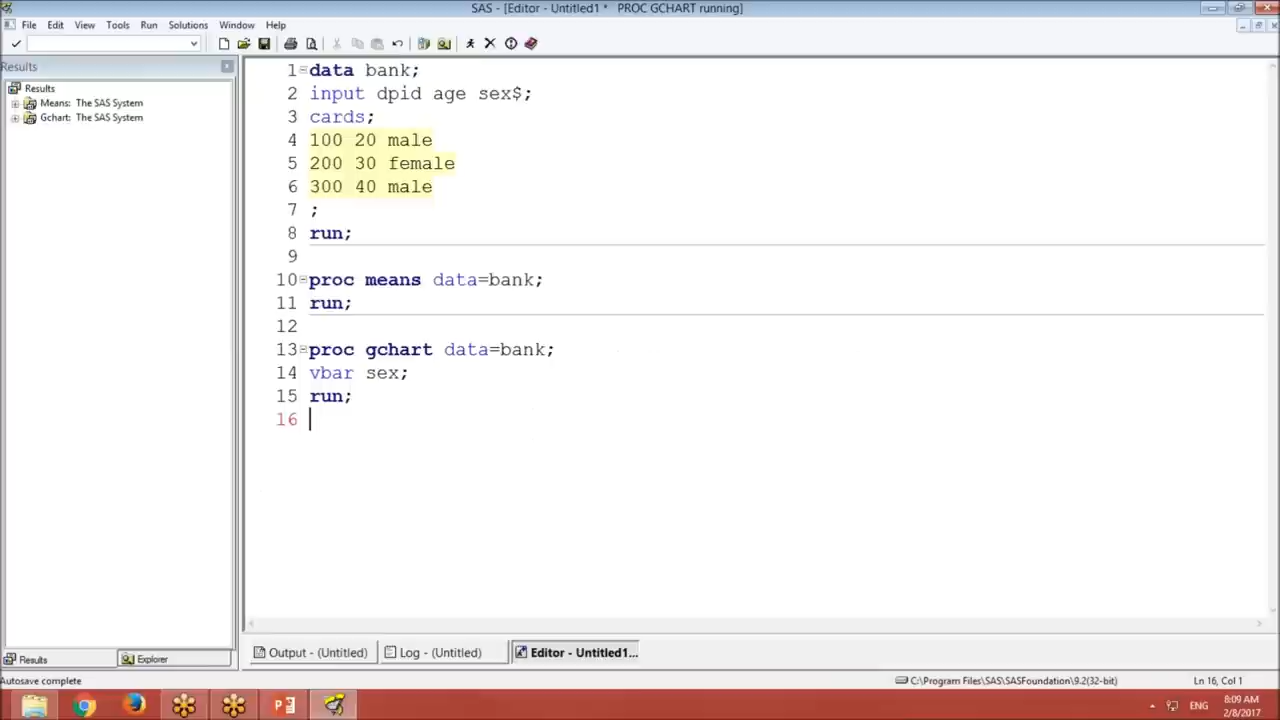 SAS - [Editor - Untitled1 * PROC GCHART running]
File Edit View Tools Run Solutions Window Help
Results
Results
Means: The SAS System
Gchart: The SAS System
1 data bank;
2 input dpid age sex$;
3 cards;
4 100 20 male
5 200 30 female
6 300 40 male
7 ;
8 run;
9
10 proc means data=bank;
11 run;
12
13 proc gchart data=bank;
14 vbar sex;
15 run;
16
Results Explorer
Output - (Untitled) Log - (Untitled) Editor - Untitled1...
Autosave complete C:\Program Files\SAS\SASFoundation\9.2(32-bit) Ln 16, Col 1
ENG 8:09 AM
2/8/2017